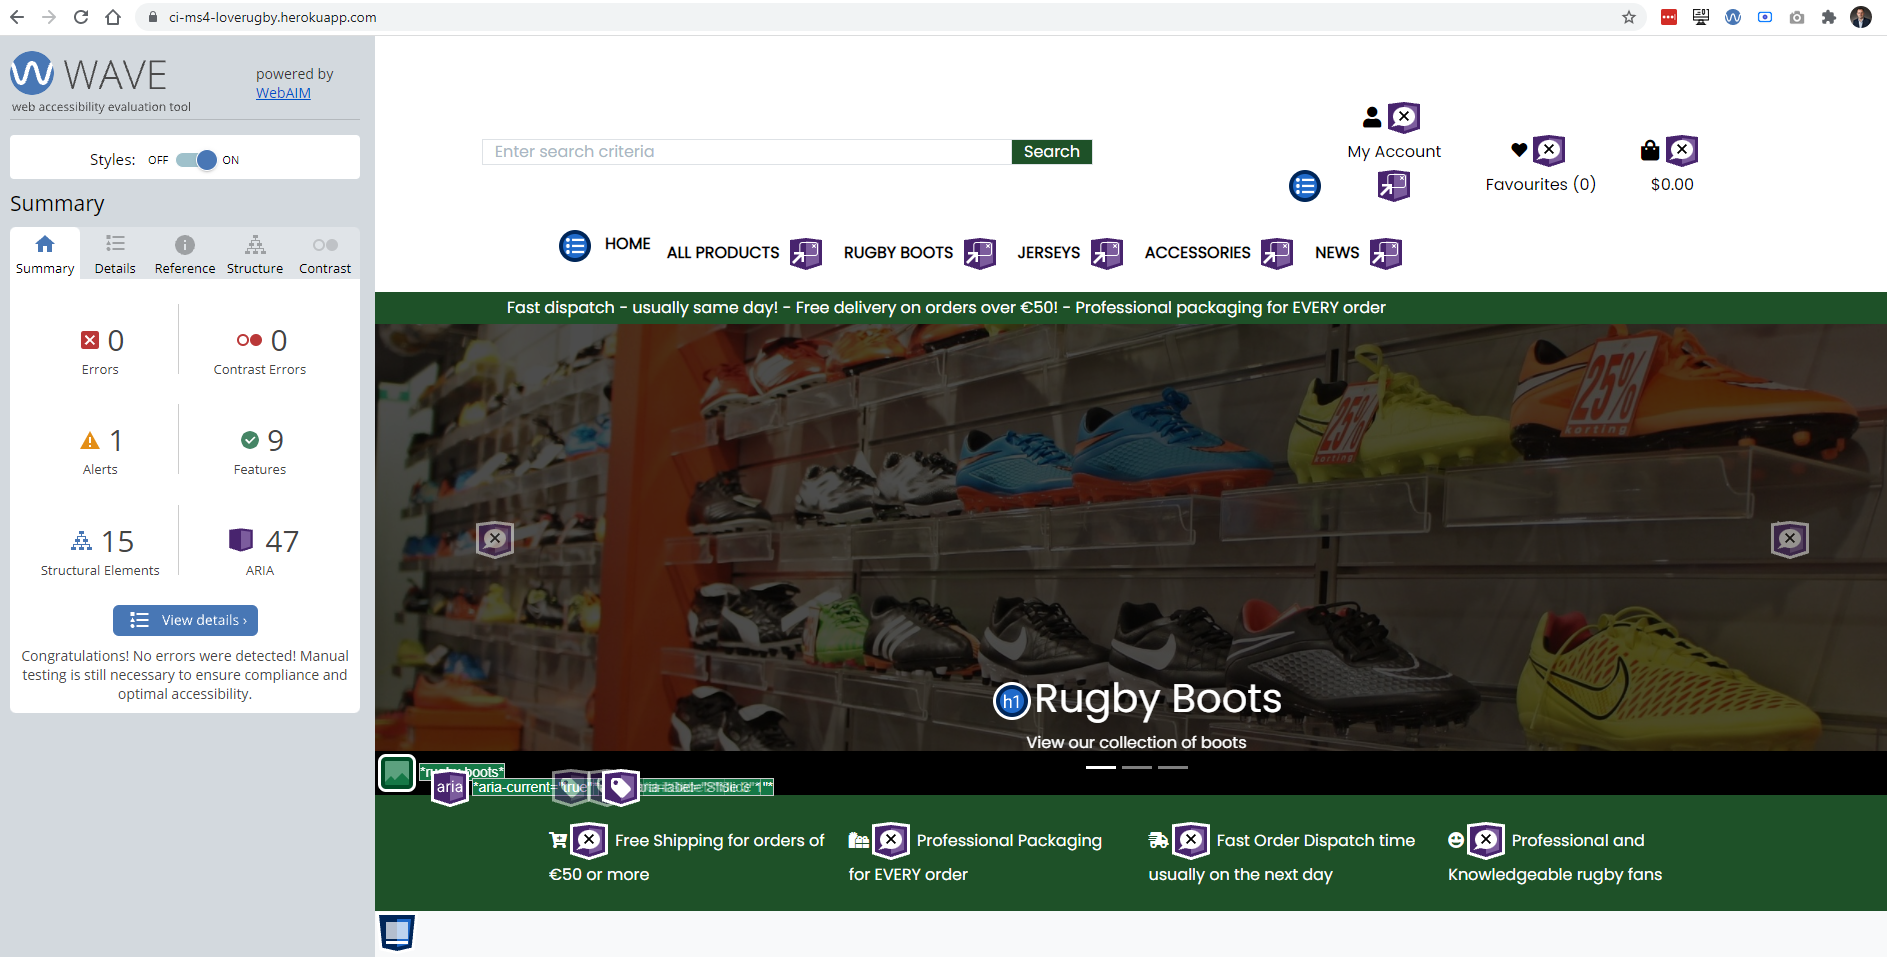 ci-ms4-loverugby.herokuapp.com
WAVE
web accessibility evaluation tool
powered by
WebAIM
Styles: OFF ON
Summary
Summary Details Reference Structure Contrast
0 0
Errors Contrast Errors
1 9
Alerts Features
15 47
Structural Elements ARIA
View details ›
Congratulations! No errors were detected! Manual
testing is still necessary to ensure compliance and
optimal accessibility.
Enter search criteria Search
My Account
Favourites (0)
$0.00
HOME ALL PRODUCTS RUGBY BOOTS JERSEYS ACCESSORIES NEWS
Fast dispatch - usually same day! - Free delivery on orders over €50! - Professional packaging for EVERY order
25%
korting
25%
korting
h1 Rugby Boots
View our collection of boots
*rugby boots*
aria *aria-current="true"
Free Shipping for orders of
€50 or more
Professional Packaging
for EVERY order
Fast Order Dispatch time
usually on the next day
Professional and
Knowledgeable rugby fans